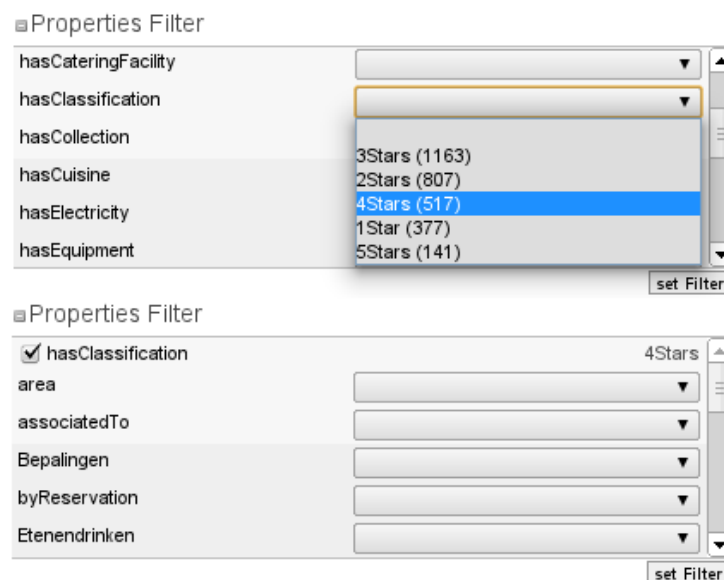 Properties Filter
hasCateringFacility
hasClassification
hasCollection
3Stars (1163)
hasCuisine
2Stars (807)
4Stars (517)
hasElectricity
1Star (377)
hasEquipment
5Stars (141)
set Filter
Properties Filter
hasClassification 4Stars
area
associatedTo
Bepalingen
byReservation
Etenendrinken
set Filter